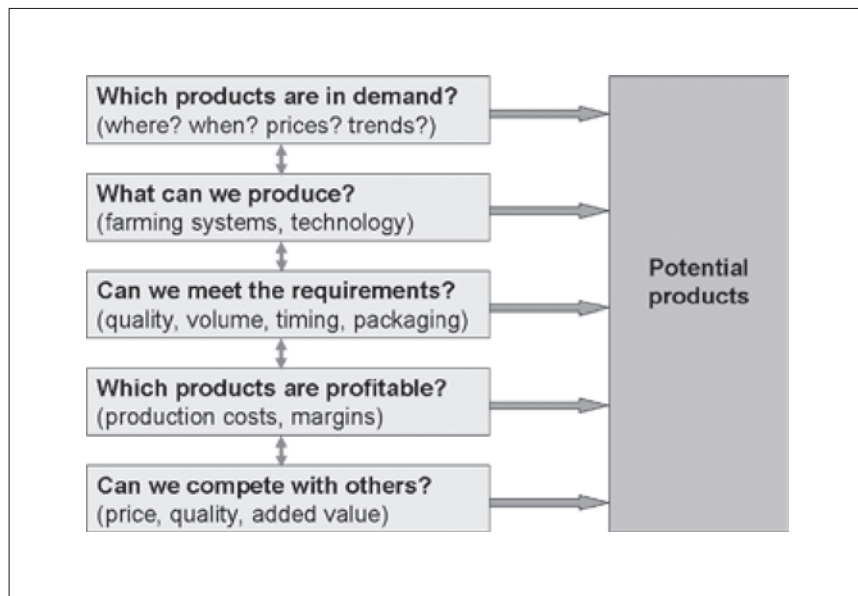 Which products are in demand?
(where? when? prices? trends?)
What can we produce?
(farming systems, technology)
Can we meet the requirements?
(quality, volume, timing, packaging)
Which products are profitable?
(production costs, margins)
Can we compete with others?
(price, quality, added value)
Potential
products